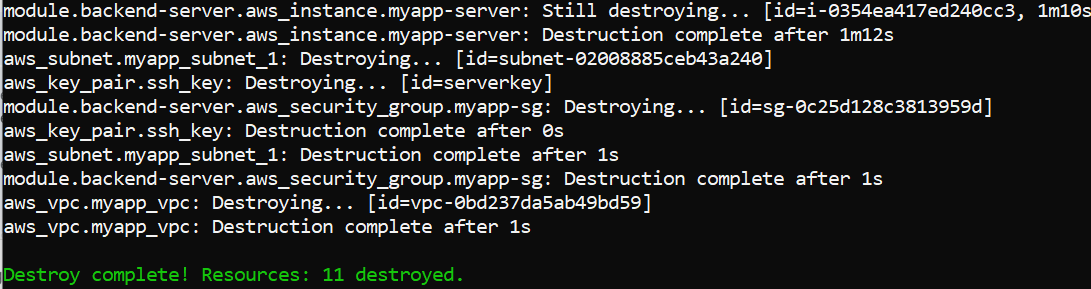 module.backend-server.aws_instance.myapp-server: Still destroying... [id=i-0354ea417ed240cc3, 1m10s
module.backend-server.aws_instance.myapp-server: Destruction complete after 1m12s
aws_subnet.myapp_subnet_1: Destroying... [id=subnet-02008885ceb43a240]
aws_key_pair.ssh_key: Destroying... [id=serverkey]
module.backend-server.aws_security_group.myapp-sg: Destroying... [id=sg-0c25d128c3813959d]
aws_key_pair.ssh_key: Destruction complete after 0s
aws_subnet.myapp_subnet_1: Destruction complete after 1s
module.backend-server.aws_security_group.myapp-sg: Destruction complete after 1s
aws_vpc.myapp_vpc: Destroying... [id=vpc-0bd237da5ab49bd59]
aws_vpc.myapp_vpc: Destruction complete after 1s
Destroy complete! Resources: 11 destroyed.